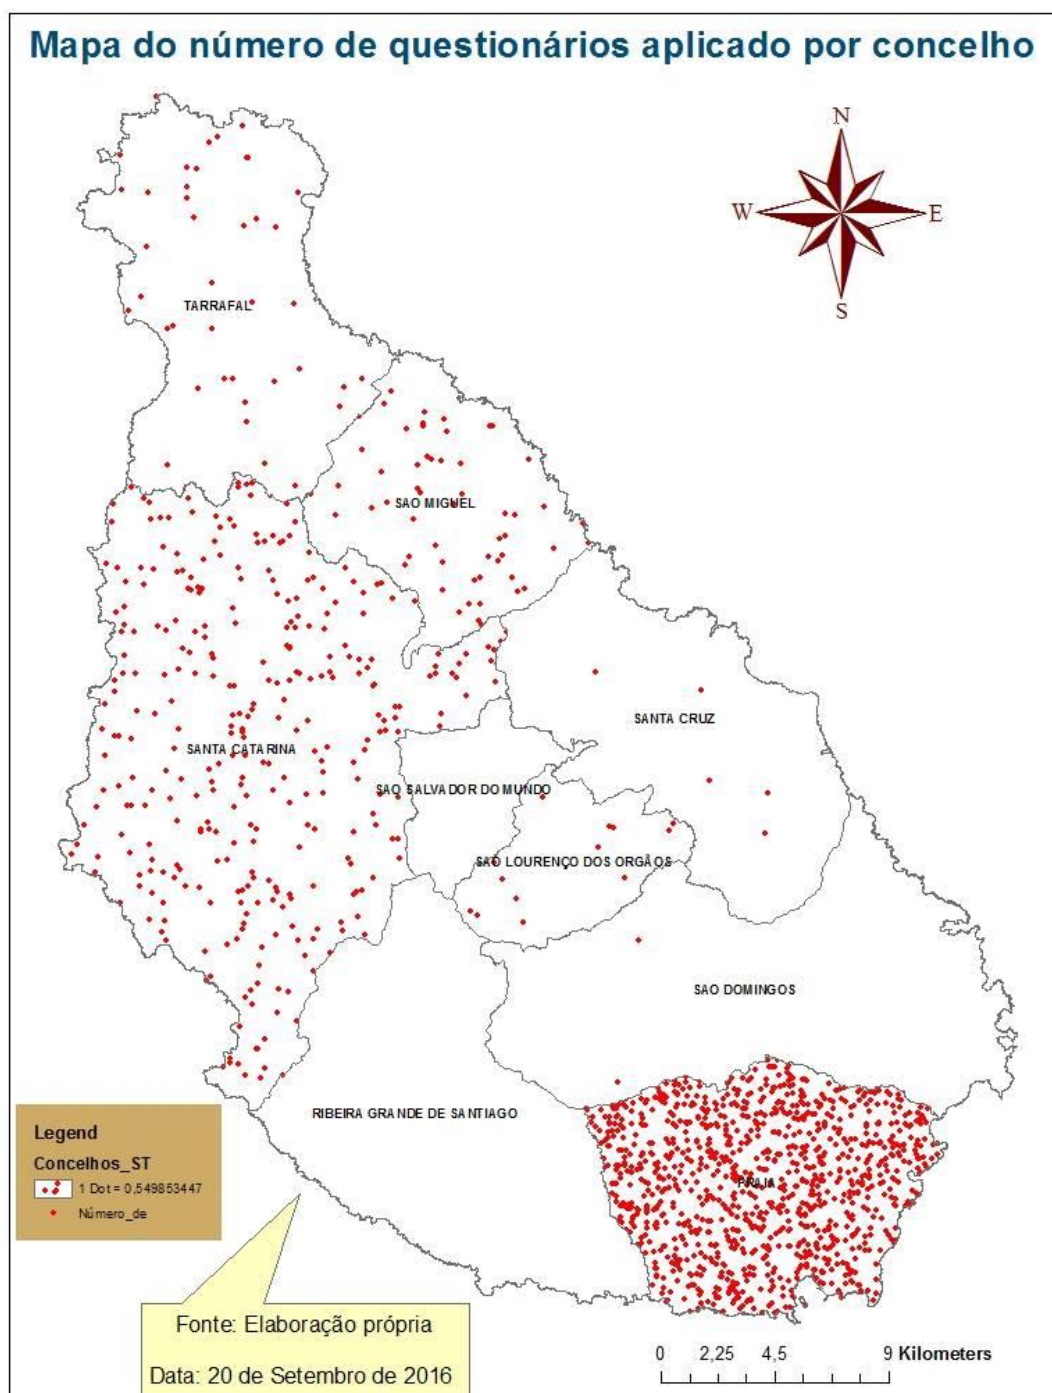 Mapa do número de questionários aplicado por concelho
N
W
E
S
TARRAFAL
SAO MIGUEL
SANTA CRUZ
SANTA CATARINA
SAO SALVADOR DO MUNDO
SAO LOURENÇO DOS ORGÃOS
SAO DOMINGOS
RIBEIRA GRANDE DE SANTIAGO
PRAIA
Legend
Concelhos_ST
1 Dot = 0,549853447
Número_de
Fonte: Elaboração própria
Data: 20 de Setembro de 2016
0 2,25 4,5 9 Kilometers